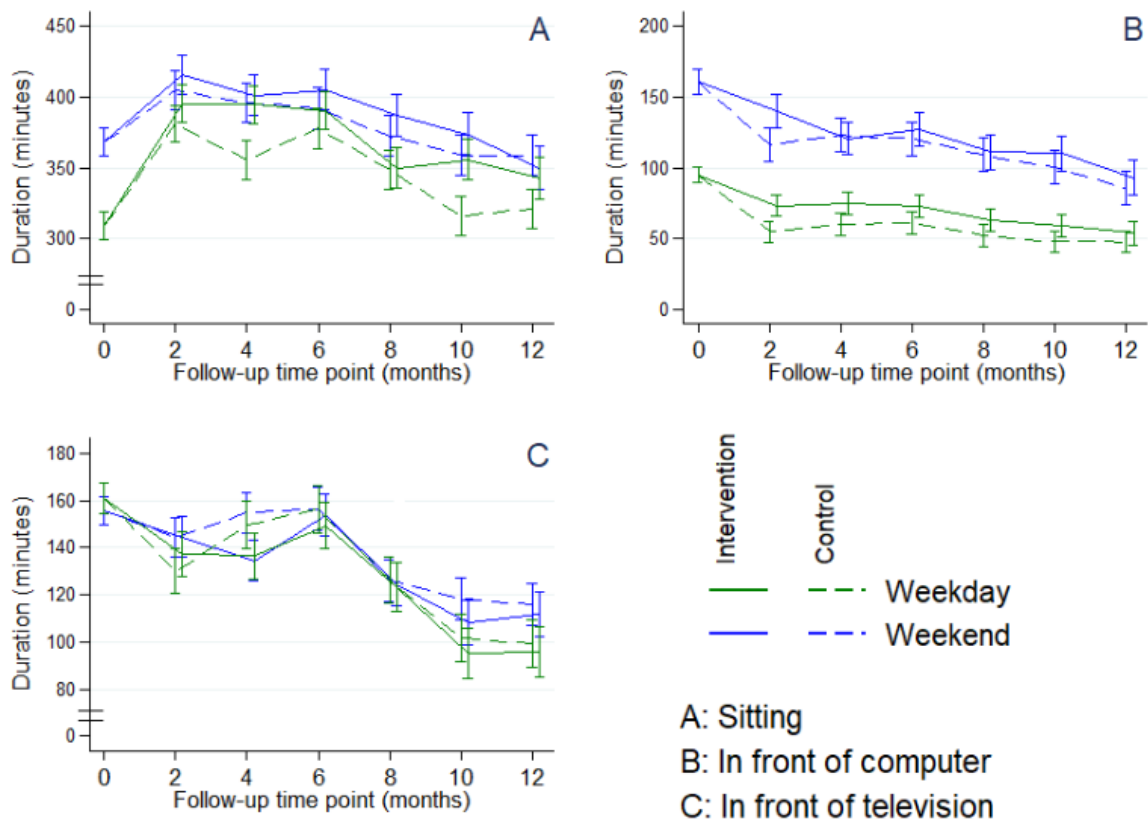 A
Duration (minutes)
450
400
350
300
0
0 2 4 6 8 10 12
Follow-up time point (months)
B
Duration (minutes)
200
150
100
50
0
0 2 4 6 8 10 12
Follow-up time point (months)
C
Duration (minutes)
180
160
140
120
100
80
0
0 2 4 6 8 10 12
Follow-up time point (months)
Intervention
Control
Weekday
Weekend
A: Sitting
B: In front of computer
C: In front of television